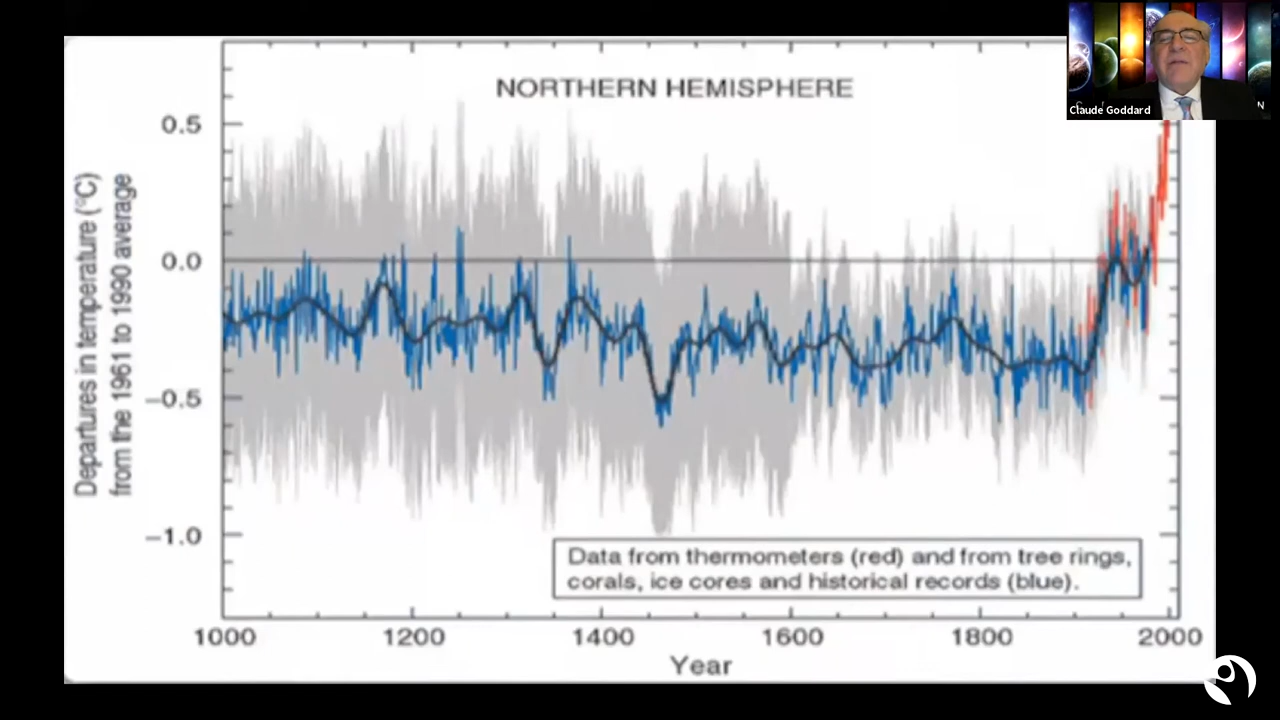 NORTHERN HEMISPHERE
Claude Goddard
N
Departures in temperature (°C)
from the 1961 to 1990 average
0.5
0.0
−0.5
−1.0
Data from thermometers (red) and from tree rings,
corals, ice cores and historical records (blue).
1000 1200 1400 1600 1800 2000
Year